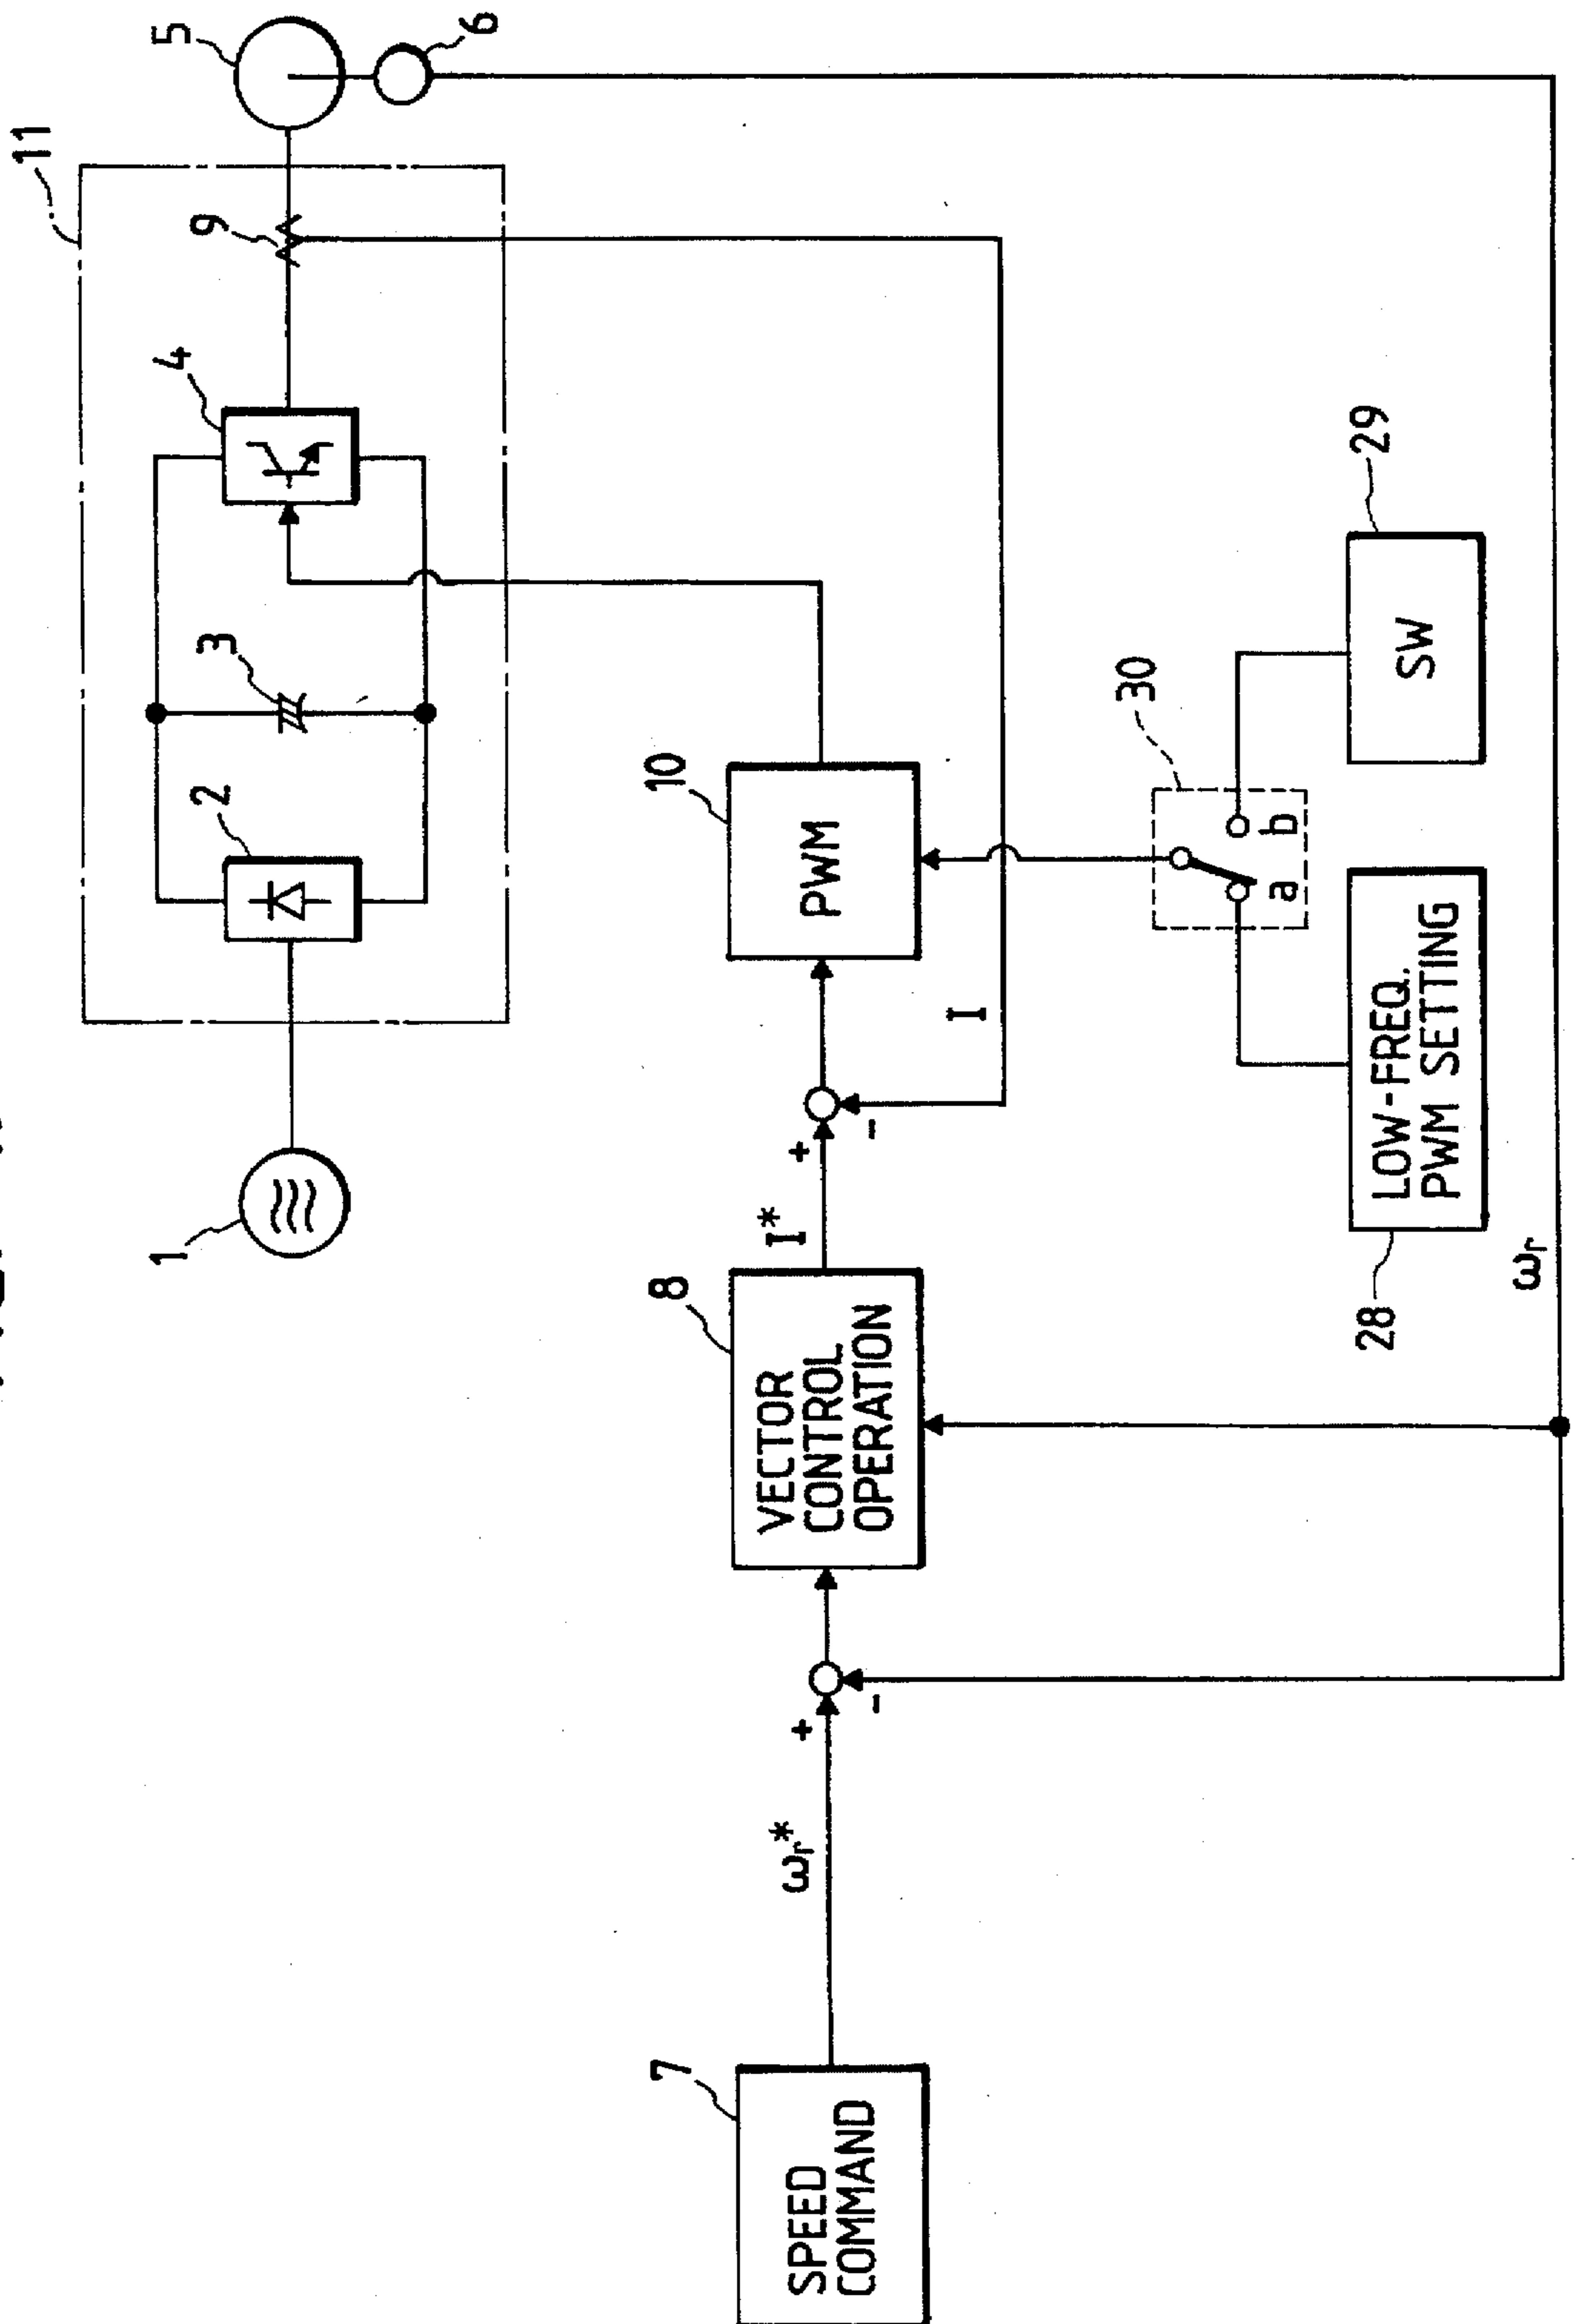 11
5
6
9
4
3
2
1
10
PWM
I
I*
+
-
8
VECTOR
CONTROL
OPERATION
30
a
b
29
SW
LOW-FREQ.
PWM SETTING
28
ωr
+
-
ωr*
7
SPEED
COMMAND